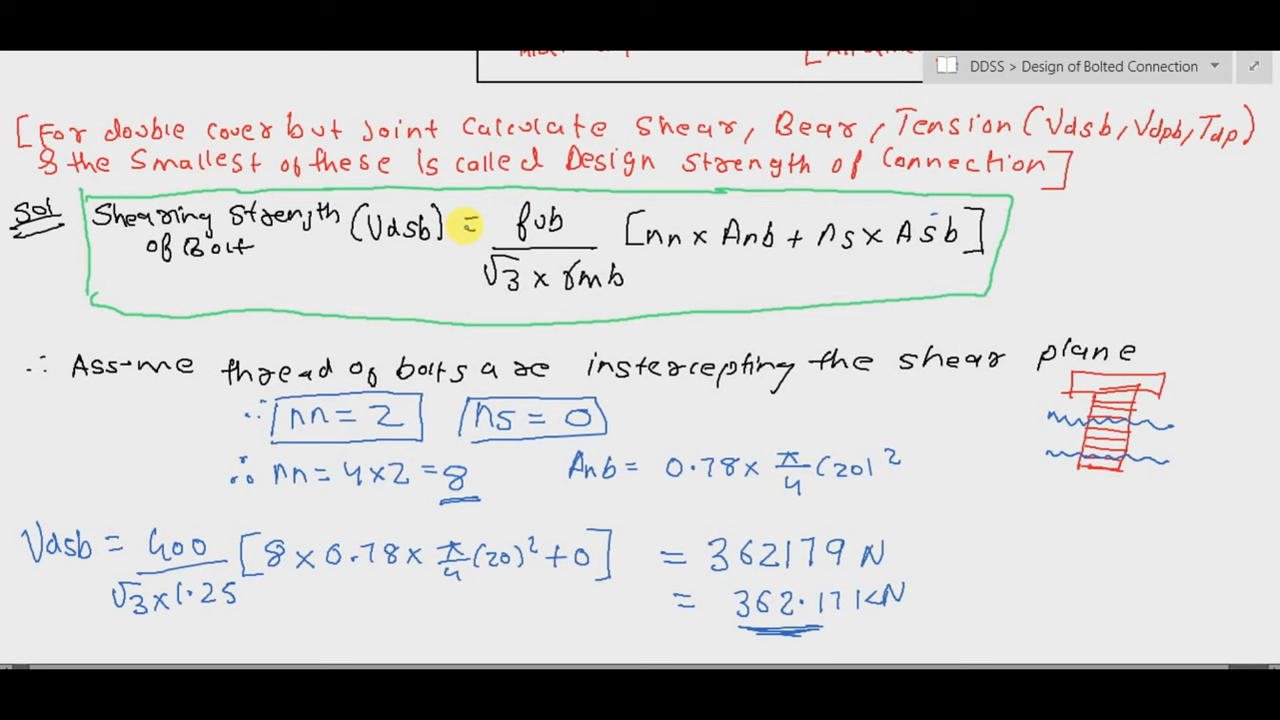 DDSS > Design of Bolted Connection
[For double cover but Joint Calculate Shear, Bear, Tension (Vdsb, Vdpb, Tdp)
& the Smallest of these is called Design Strength of Connection]
Sol
Shearing Strength (Vdsb) = fub / √3 × γmb [nn × Anb + ns × Asb]
of Bolt
∴ Assume thread of bolts are instercepting the shear plane
∴ nn = 2 ns = 0
∴ nn = 4×2 = 8 Anb = 0.78 × π/4 (20)²
Vdsb = 400 / √3 × 1.25 [8 × 0.78 × π/4 (20)² + 0] = 362179 N
= 362.17 KN